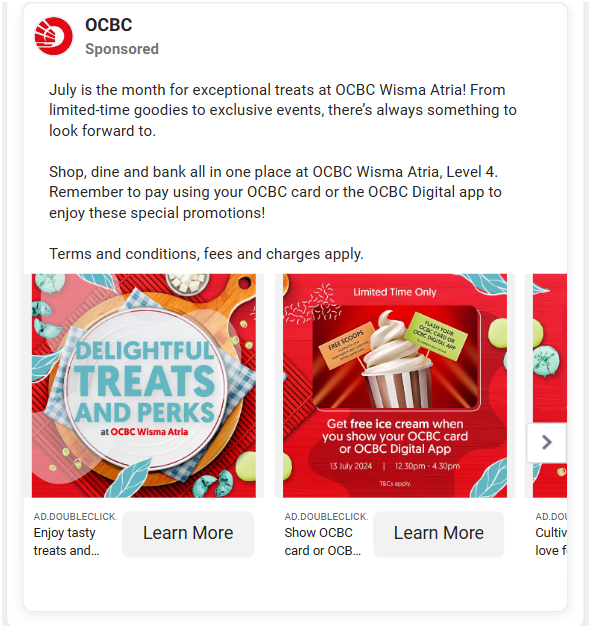 OCBC
Sponsored
July is the month for exceptional treats at OCBC Wisma Atria! From
limited-time goodies to exclusive events, there’s always something to
look forward to.
Shop, dine and bank all in one place at OCBC Wisma Atria, Level 4.
Remember to pay using your OCBC card or the OCBC Digital app to
enjoy these special promotions!
Terms and conditions, fees and charges apply.
DELIGHTFUL
TREATS
AND PERKS
at OCBC Wisma Atria
Limited Time Only
FREE SCOOPS
FLASH YOUR
OCBC CARD OR
OCBC DIGITAL APP
Get free ice cream when
you show your OCBC card
or OCBC Digital App
13 July 2024 | 12.30pm - 4.30pm
T&Cs apply.
AD.DOUBLECLICK.
Enjoy tasty
treats and...
Learn More
AD.DOUBLECLICK.
Show OCBC
card or OCB...
Learn More
AD.DOU
Cultiv
love f